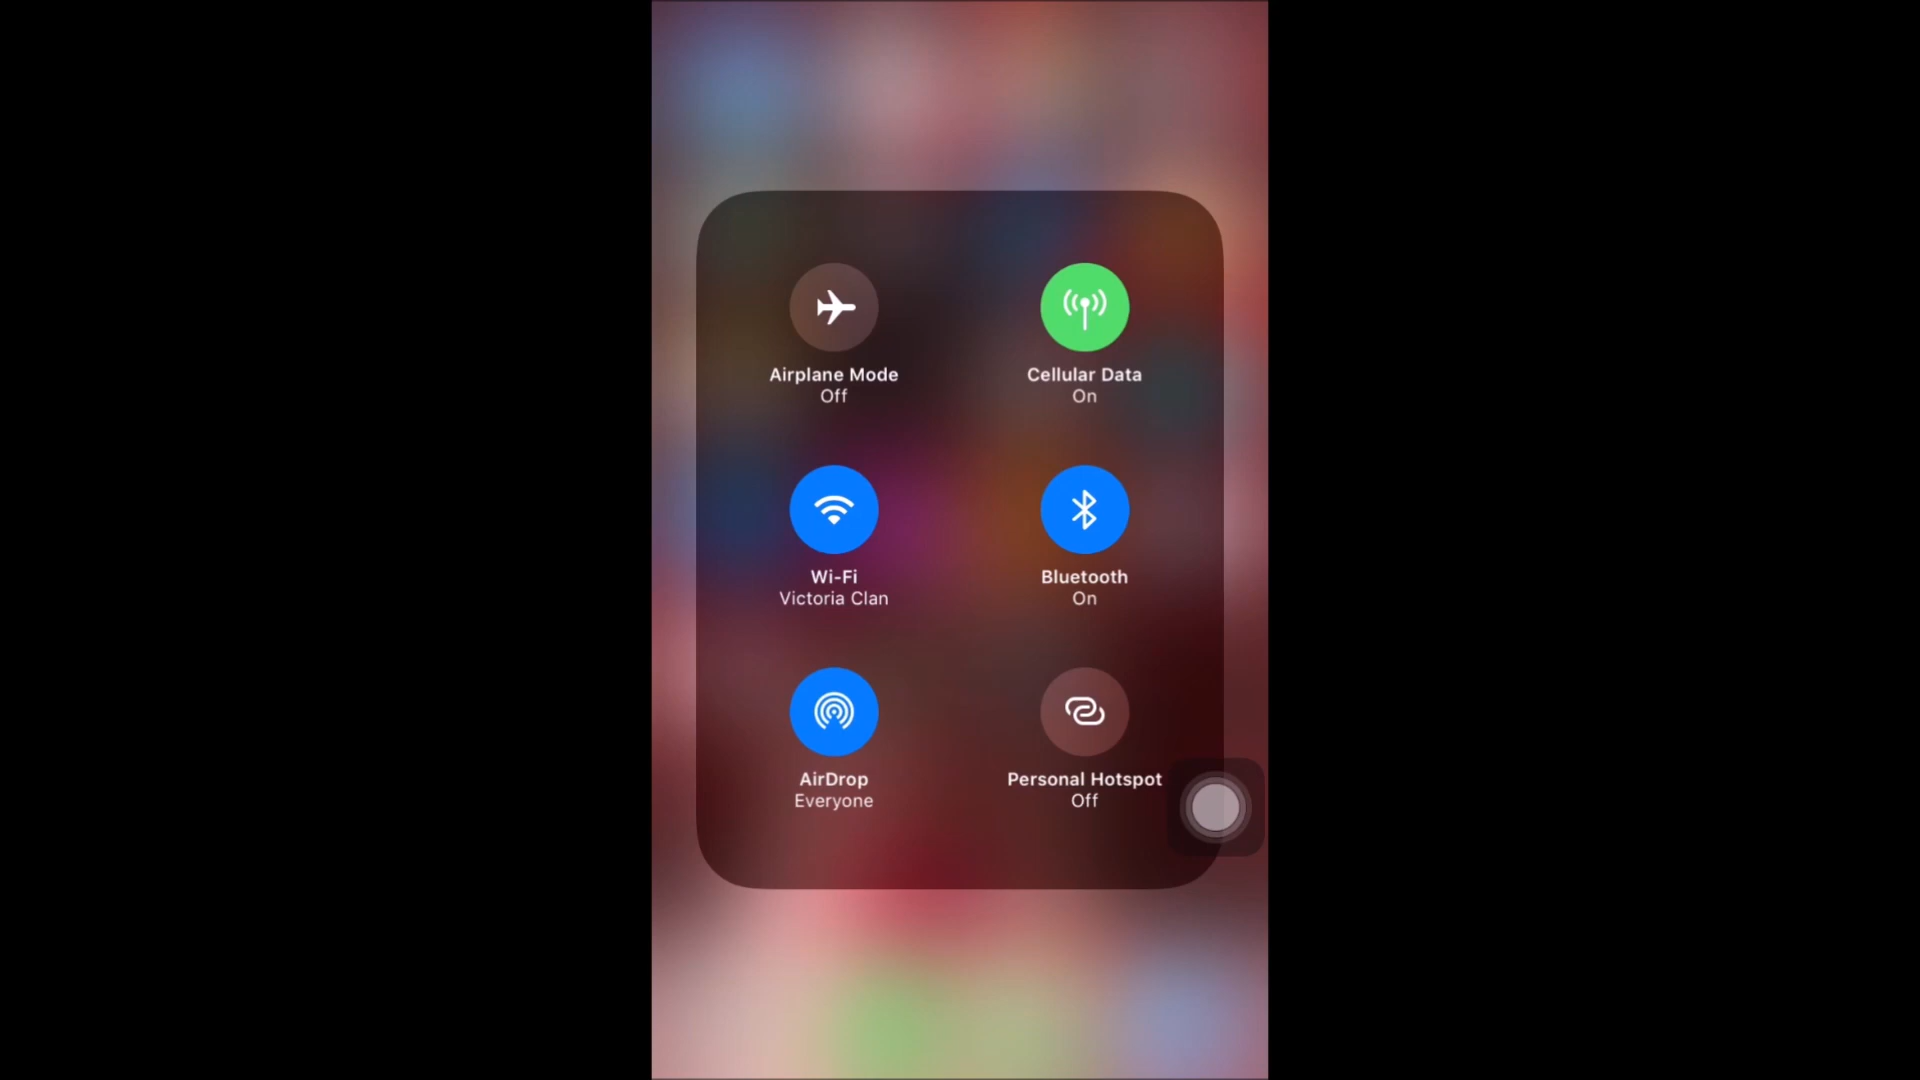 Airplane Mode
Off
Cellular Data
On
Wi-Fi
Victoria Clan
Bluetooth
On
AirDrop
Everyone
Personal Hotspot
Off